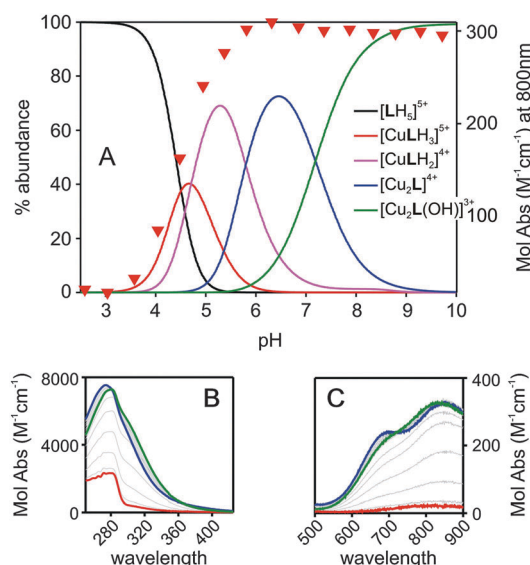 100
80
60
40
20
0
% abundance
A
[LH₅]⁵⁺
[CuLH₃]⁵⁺
[CuLH₂]⁴⁺
[Cu₂L]⁴⁺
[Cu₂L(OH)]³⁺
300
200
100
0
Mol Abs (M⁻¹cm⁻¹) at 800nm
3 4 5 6 7 8 9 10
pH
8000
4000
0
B
280 320 360 400
wavelength
Mol Abs (M⁻¹cm⁻¹)
C
400
200
0
500 600 700 800 900
wavelength
Mol Abs (M⁻¹cm⁻¹)